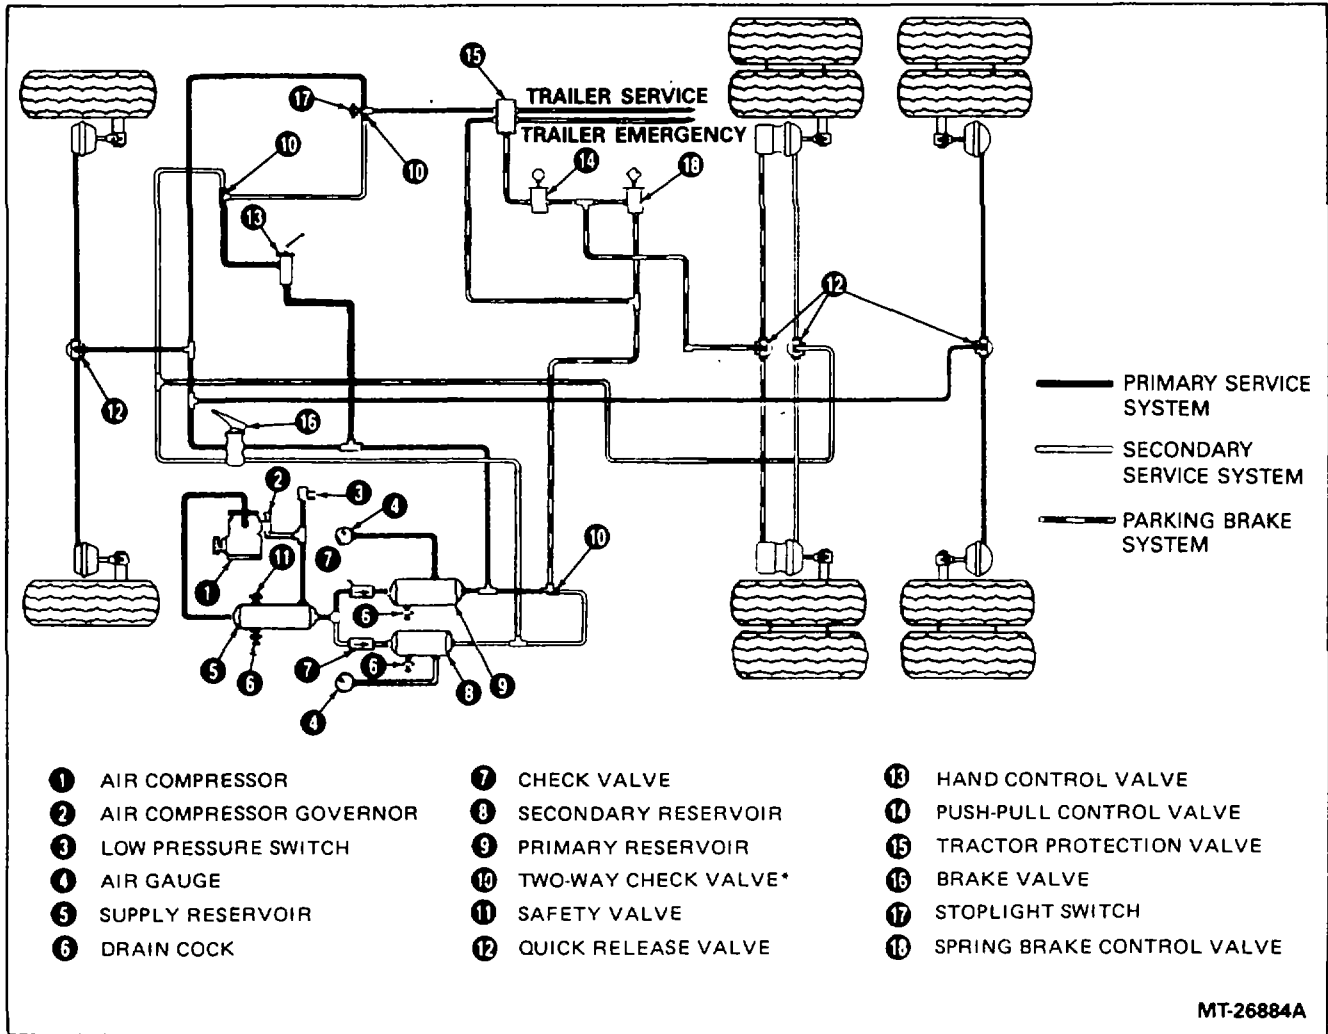 15
17
TRAILER SERVICE
TRAILER EMERGENCY
10
10
14
18
13
12
12
16
PRIMARY SERVICE
SYSTEM
SECONDARY
SERVICE SYSTEM
PARKING BRAKE
SYSTEM
2
3
4
11
7
10
1
6
5
6
7
6
8
9
4
1 AIR COMPRESSOR
2 AIR COMPRESSOR GOVERNOR
3 LOW PRESSURE SWITCH
4 AIR GAUGE
5 SUPPLY RESERVOIR
6 DRAIN COCK
7 CHECK VALVE
8 SECONDARY RESERVOIR
9 PRIMARY RESERVOIR
10 TWO-WAY CHECK VALVE*
11 SAFETY VALVE
12 QUICK RELEASE VALVE
13 HAND CONTROL VALVE
14 PUSH-PULL CONTROL VALVE
15 TRACTOR PROTECTION VALVE
16 BRAKE VALVE
17 STOPLIGHT SWITCH
18 SPRING BRAKE CONTROL VALVE
MT-26884A